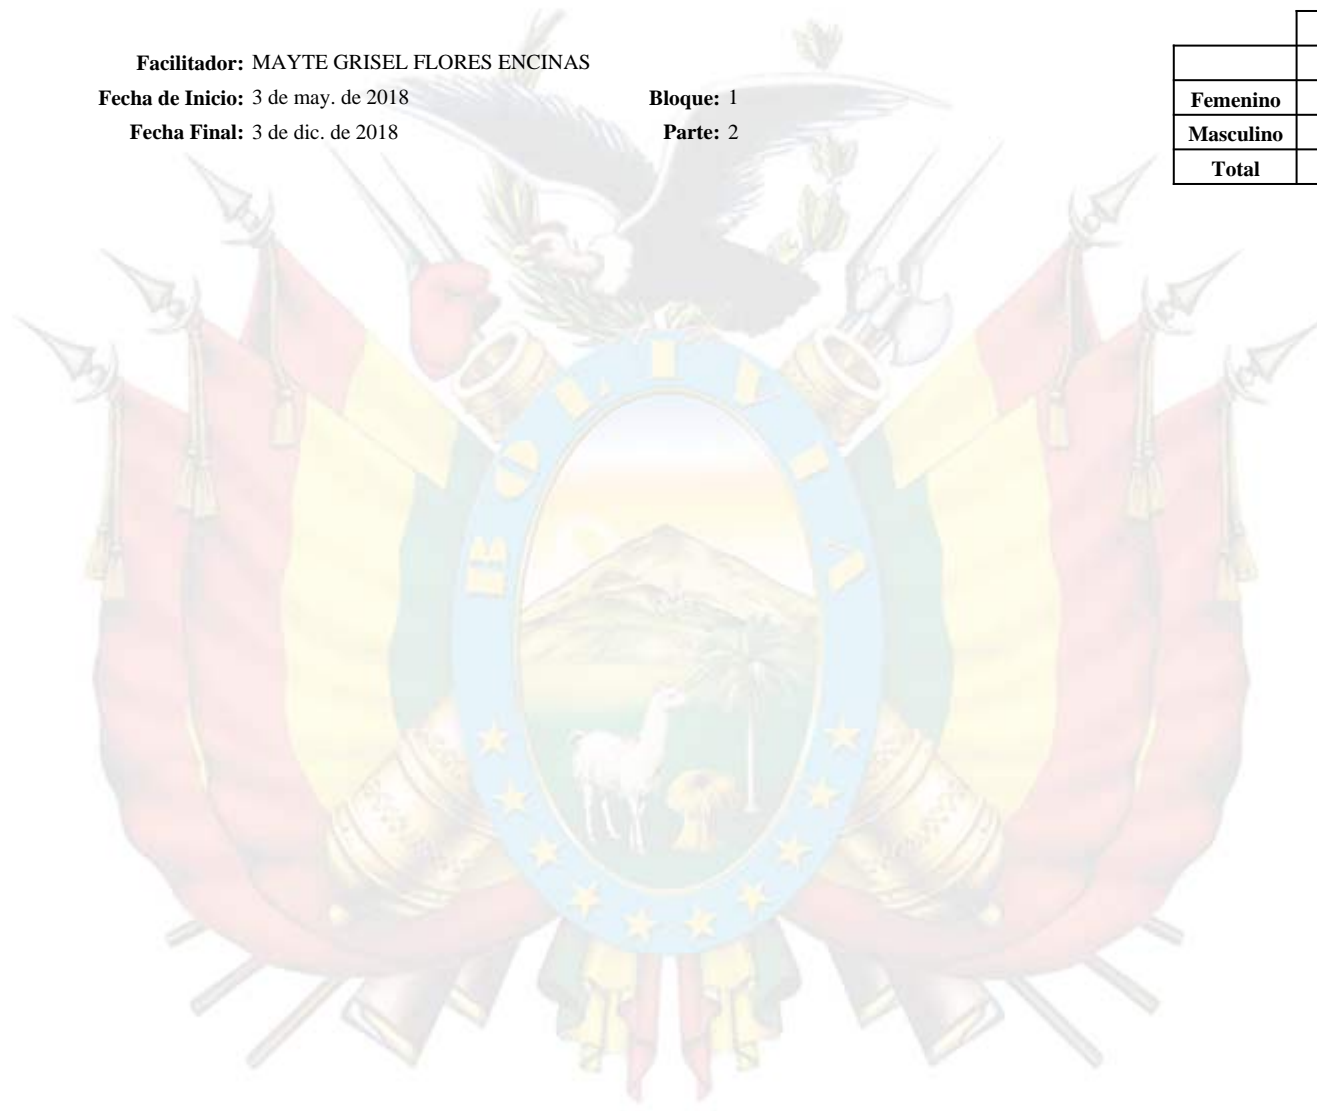 Facilitador: MAYTE GRISEL FLORES ENCINAS
Fecha de Inicio: 3 de may. de 2018 Bloque: 1
Fecha Final: 3 de dic. de 2018 Parte: 2
Femenino
Masculino
Total
BOLIVIA